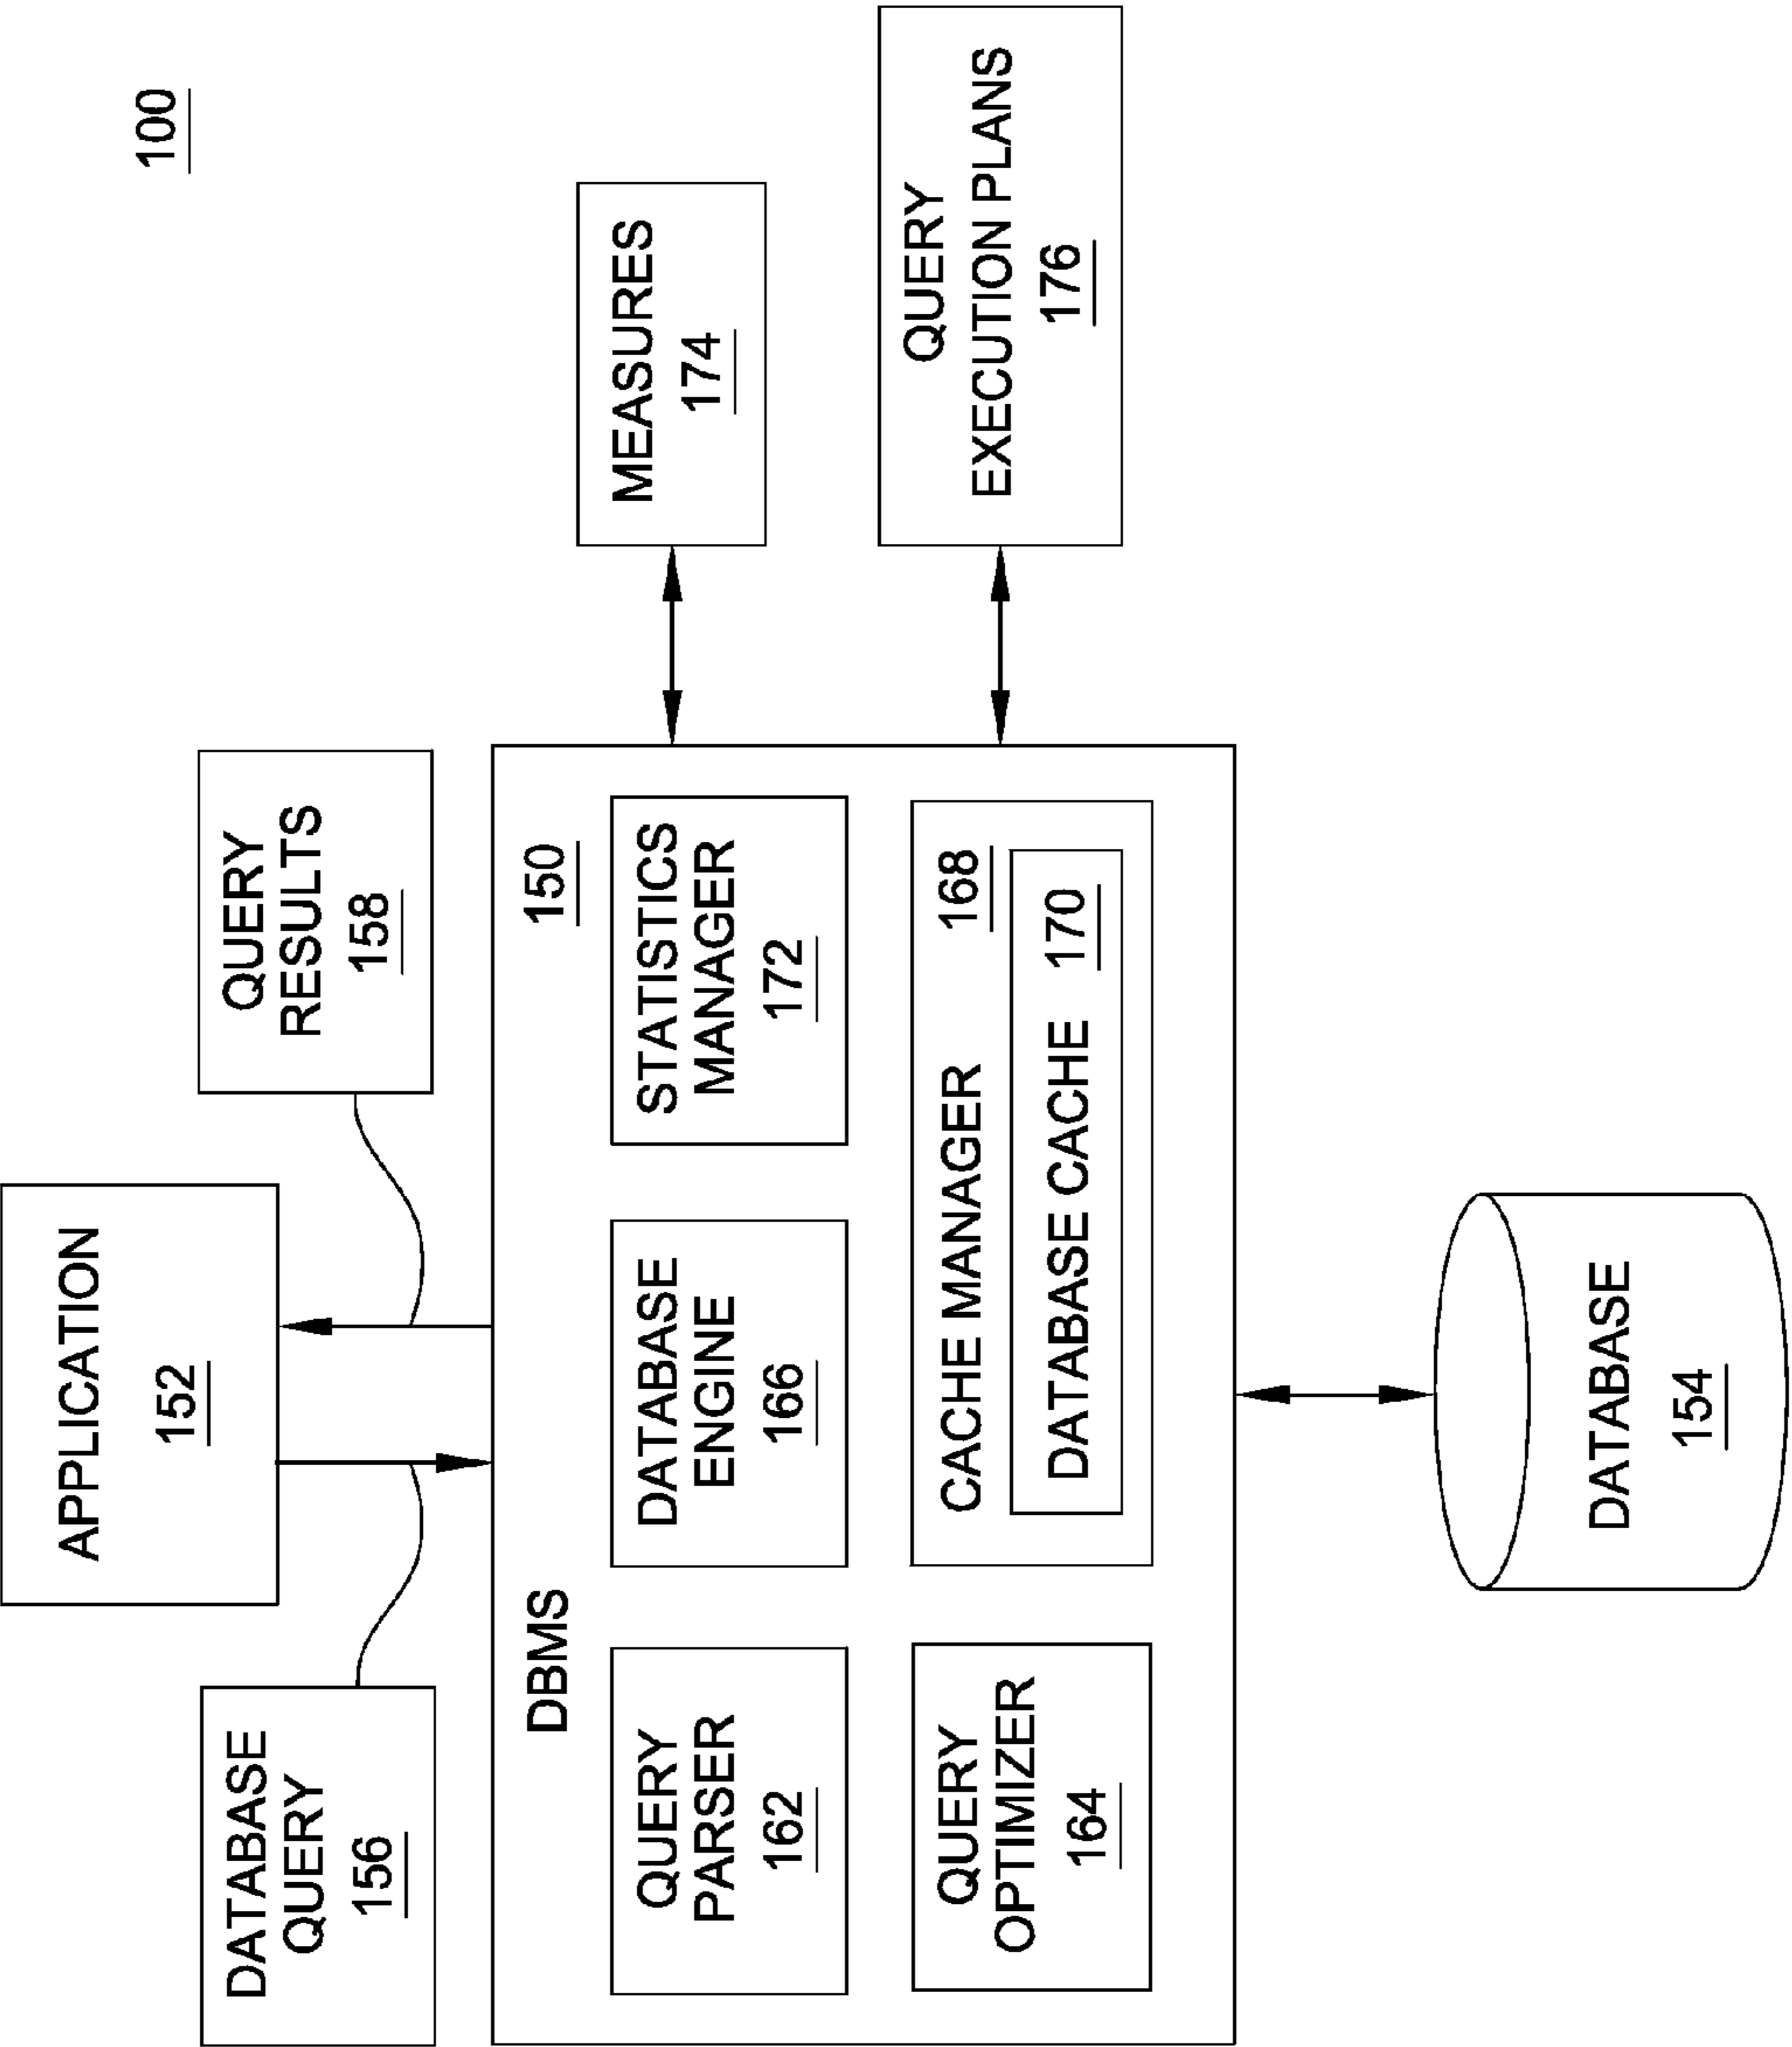 100
APPLICATION
152
DATABASE
QUERY
156
QUERY
RESULTS
158
DBMS
150
QUERY
PARSER
162
DATABASE
ENGINE
166
STATISTICS
MANAGER
172
QUERY
OPTIMIZER
164
CACHE MANAGER 168
DATABASE CACHE 170
MEASURES
174
QUERY
EXECUTION PLANS
176
DATABASE
154